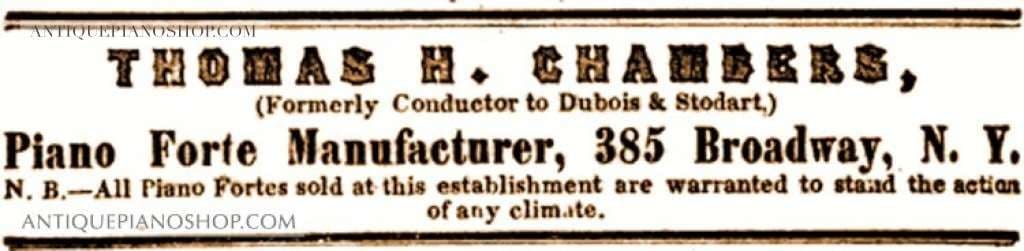 ANTIQUEPIANOSHOP.COM
THOMAS H. CHAMBERS,
(Formerly Conductor to Dubois & Stodart,)
Piano Forte Manufacturer, 385 Broadway, N. Y.
N. B.—All Piano Fortes sold at this establishment are warranted to stand the action
of any climate.
ANTIQUEPIANOSHOP.COM